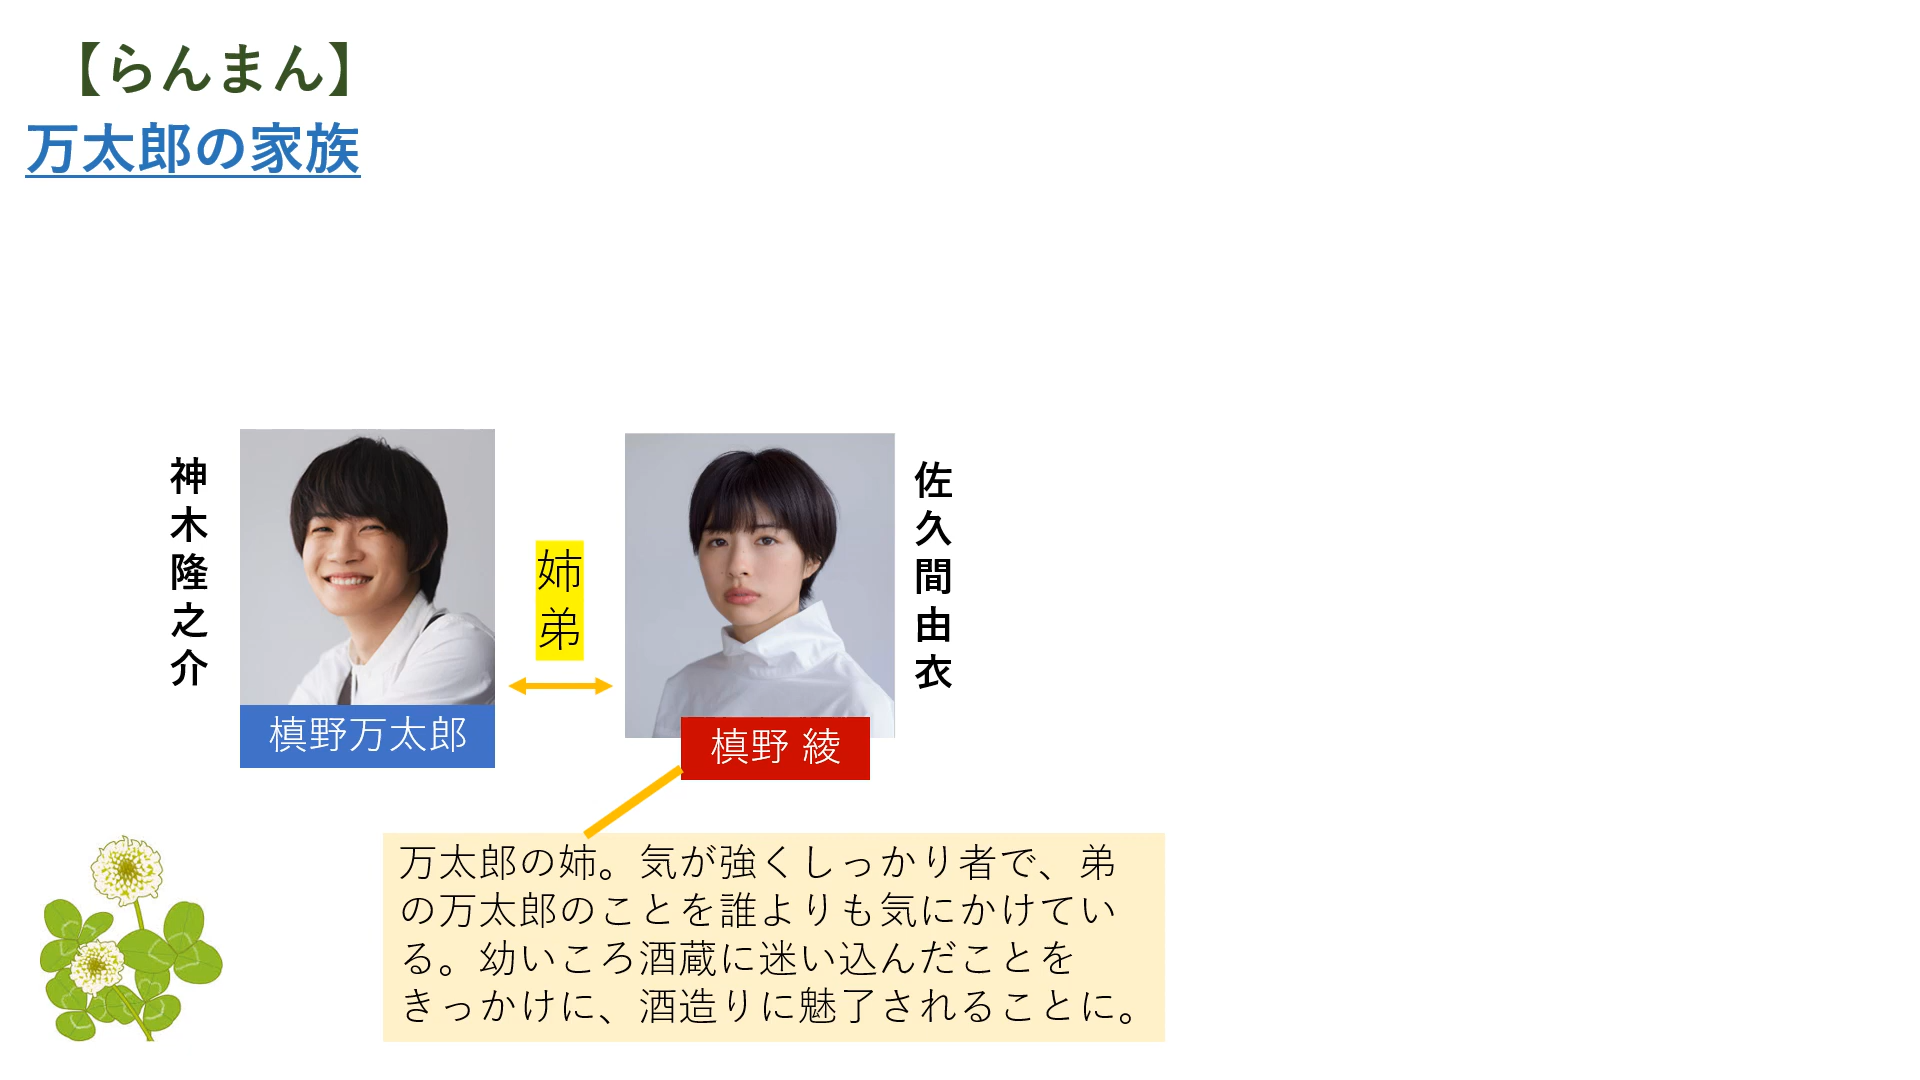 【らんまん】
万太郎の家族
神木隆之介
槙野万太郎
姉弟
佐久間由衣
槙野 綾
万太郎の姉。気が強くしっかり者で、弟
の万太郎のことを誰よりも気にかけてい
る。幼いころ酒蔵に迷い込んだことを
きっかけに、酒造りに魅了されることに。